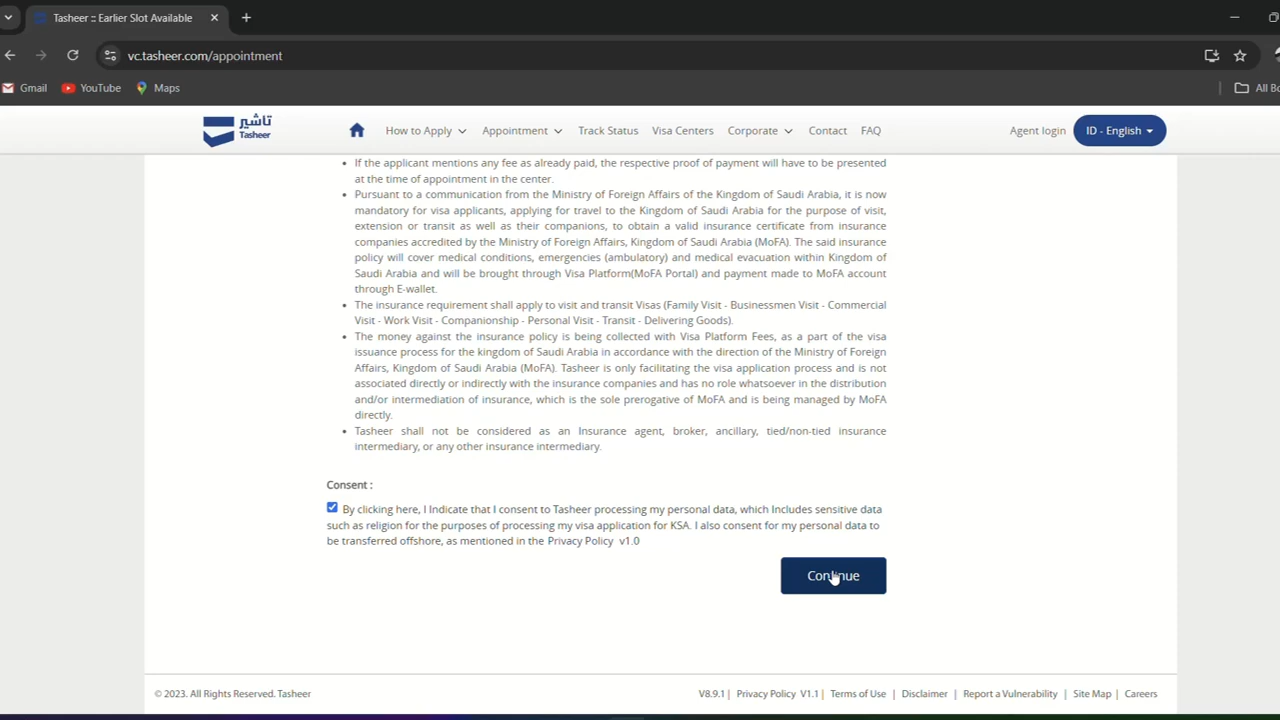 Tasheer :: Earlier Slot Available
vc.tasheer.com/appointment
Gmail YouTube Maps All
تاشير
Tasheer
How to Apply Appointment Track Status Visa Centers Corporate Contact FAQ Agent login ID - English
• If the applicant mentions any fee as already paid, the respective proof of payment will have to be presented
at the time of appointment in the center.
• Pursuant to a communication from the Ministry of Foreign Affairs of the Kingdom of Saudi Arabia, it is now
mandatory for visa applicants, applying for travel to the Kingdom of Saudi Arabia for the purpose of visit,
extension or transit as well as their companions, to obtain a valid insurance certificate from insurance
companies accredited by the Ministry of Foreign Affairs, Kingdom of Saudi Arabia (MoFA). The said insurance
policy will cover medical conditions, emergencies (ambulatory) and medical evacuation within Kingdom of
Saudi Arabia and will be brought through Visa Platform(MoFA Portal) and payment made to MoFA account
through E-wallet.
• The insurance requirement shall apply to visit and transit Visas (Family Visit - Businessmen Visit - Commercial
Visit - Work Visit - Companionship - Personal Visit - Transit - Delivering Goods).
• The money against the insurance policy is being collected with Visa Platform Fees, as a part of the visa
issuance process for the kingdom of Saudi Arabia in accordance with the direction of the Ministry of Foreign
Affairs, Kingdom of Saudi Arabia (MoFA). Tasheer is only facilitating the visa application process and is not
associated directly or indirectly with the insurance companies and has no role whatsoever in the distribution
and/or intermediation of insurance, which is the sole prerogative of MoFA and is being managed by MoFA
directly.
• Tasheer shall not be considered as an Insurance agent, broker, ancillary, tied/non-tied insurance
intermediary, or any other insurance intermediary.
Consent :
By clicking here, I Indicate that I consent to Tasheer processing my personal data, which Includes sensitive data
such as religion for the purposes of processing my visa application for KSA. I also consent for my personal data to
be transferred offshore, as mentioned in the Privacy Policy v1.0
Continue
© 2023. All Rights Reserved. Tasheer V8.9.1 | Privacy Policy V1.1 | Terms of Use | Disclaimer | Report a Vulnerability | Site Map | Careers